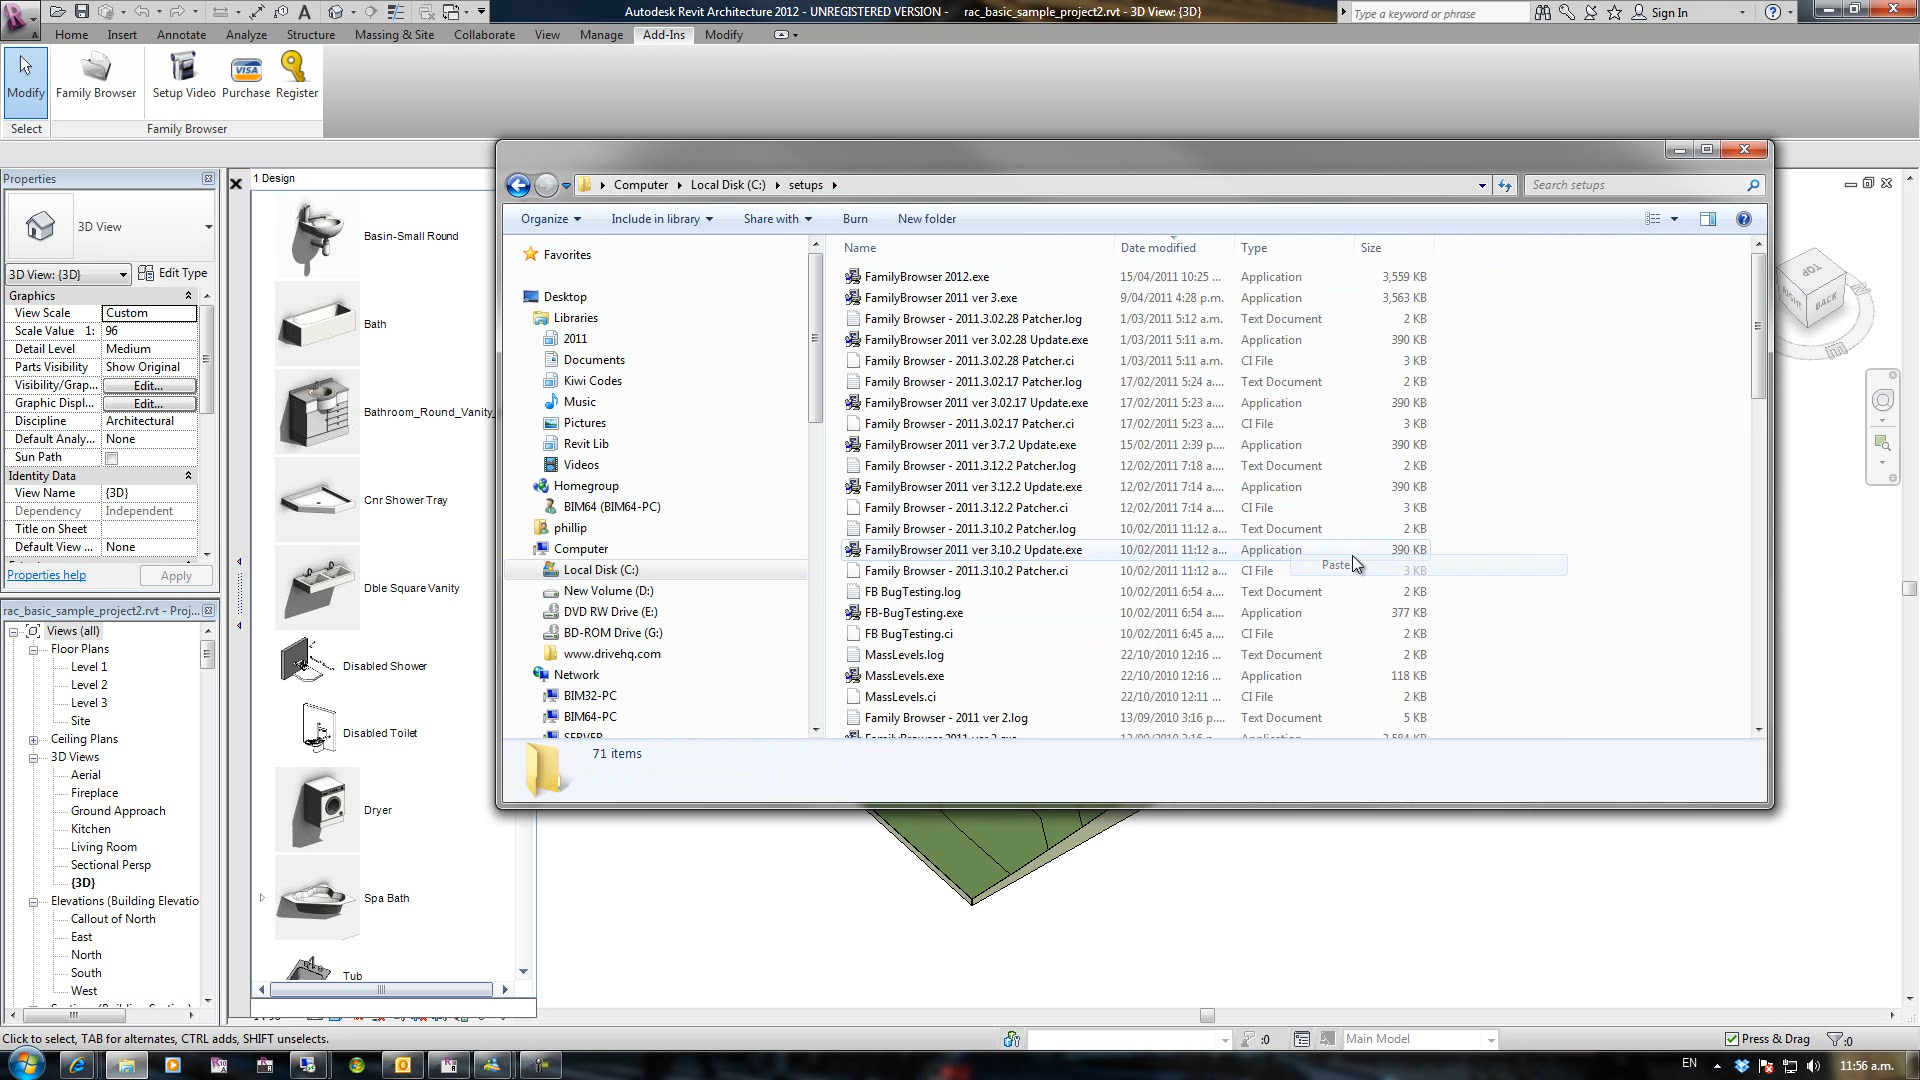 Autodesk Revit Architecture 2012 - UNREGISTERED VERSION - rac_basic_sample_project2.rvt - 3D View: {3D}
Type a keyword or phrase
Sign In
Home Insert Annotate Analyze Structure Massing & Site Collaborate View Manage Add-Ins Modify
Modify Family Browser Setup Video Purchase Register
VISA
Select Family Browser
Properties
3D View
3D View: {3D} Edit Type
Graphics
View Scale Custom
Scale Value 1: 96
Detail Level Medium
Parts Visibility Show Original
Visibility/Grap... Edit...
Graphic Displ... Edit...
Discipline Architectural
Default Analy... None
Sun Path
Identity Data
View Name {3D}
Dependency Independent
Title on Sheet
Default View ... None
Properties help Apply
rac_basic_sample_project2.rvt - Proj...
Views (all)
Floor Plans
Level 1
Level 2
Level 3
Site
Ceiling Plans
3D Views
Aerial
Fireplace
Ground Approach
Kitchen
Living Room
Sectional Persp
{3D}
Elevations (Building Elevatio
Callout of North
East
North
South
West
1 Design
Basin-Small Round
Bath
Bathroom_Round_Vanity_
Cnr Shower Tray
Dble Square Vanity
Disabled Shower
Disabled Toilet
Dryer
Spa Bath
Tub
Computer Local Disk (C:) setups
Search setups
Organize Include in library Share with Burn New folder
Favorites
Desktop
Libraries
2011
Documents
Kiwi Codes
Music
Pictures
Revit Lib
Videos
Homegroup
BIM64 (BIM64-PC)
phillip
Computer
Local Disk (C:)
New Volume (D:)
DVD RW Drive (E:)
BD-ROM Drive (G:)
www.drivehq.com
Network
BIM32-PC
BIM64-PC
SERVER
Name Date modified Type Size
FamilyBrowser 2012.exe 15/04/2011 10:25 ... Application 3,559 KB
FamilyBrowser 2011 ver 3.exe 9/04/2011 4:28 p.m. Application 3,563 KB
Family Browser - 2011.3.02.28 Patcher.log 1/03/2011 5:12 a.m. Text Document 2 KB
FamilyBrowser 2011 ver 3.02.28 Update.exe 1/03/2011 5:11 a.m. Application 390 KB
Family Browser - 2011.3.02.28 Patcher.ci 1/03/2011 5:11 a.m. CI File 3 KB
Family Browser - 2011.3.02.17 Patcher.log 17/02/2011 5:24 a.... Text Document 2 KB
FamilyBrowser 2011 ver 3.02.17 Update.exe 17/02/2011 5:23 a.... Application 390 KB
Family Browser - 2011.3.02.17 Patcher.ci 17/02/2011 5:23 a.... CI File 3 KB
FamilyBrowser 2011 ver 3.7.2 Update.exe 15/02/2011 2:39 p.... Application 390 KB
Family Browser - 2011.3.12.2 Patcher.log 12/02/2011 7:18 a.... Text Document 2 KB
FamilyBrowser 2011 ver 3.12.2 Update.exe 12/02/2011 7:14 a.... Application 390 KB
Family Browser - 2011.3.12.2 Patcher.ci 12/02/2011 7:14 a.... CI File 3 KB
Family Browser - 2011.3.10.2 Patcher.log 10/02/2011 11:12 a... Text Document 2 KB
FamilyBrowser 2011 ver 3.10.2 Update.exe 10/02/2011 11:12 a... Application 390 KB
Family Browser - 2011.3.10.2 Patcher.ci 10/02/2011 11:12 a... CI File 3 KB
Paste
FB BugTesting.log 10/02/2011 6:54 a.... Text Document 2 KB
FB-BugTesting.exe 10/02/2011 6:54 a.... Application 377 KB
FB BugTesting.ci 10/02/2011 6:45 a.... CI File 2 KB
MassLevels.log 22/10/2010 12:16 ... Text Document 2 KB
MassLevels.exe 22/10/2010 12:16 ... Application 118 KB
MassLevels.ci 22/10/2010 12:11 ... CI File 2 KB
Family Browser - 2011 ver 2.log 13/09/2010 3:16 p.... Text Document 5 KB
71 items
TOP
RIGHT BACK
Click to select, TAB for alternates, CTRL adds, SHIFT unselects.
:0 Main Model Press & Drag :0
EN 11:56 a.m.